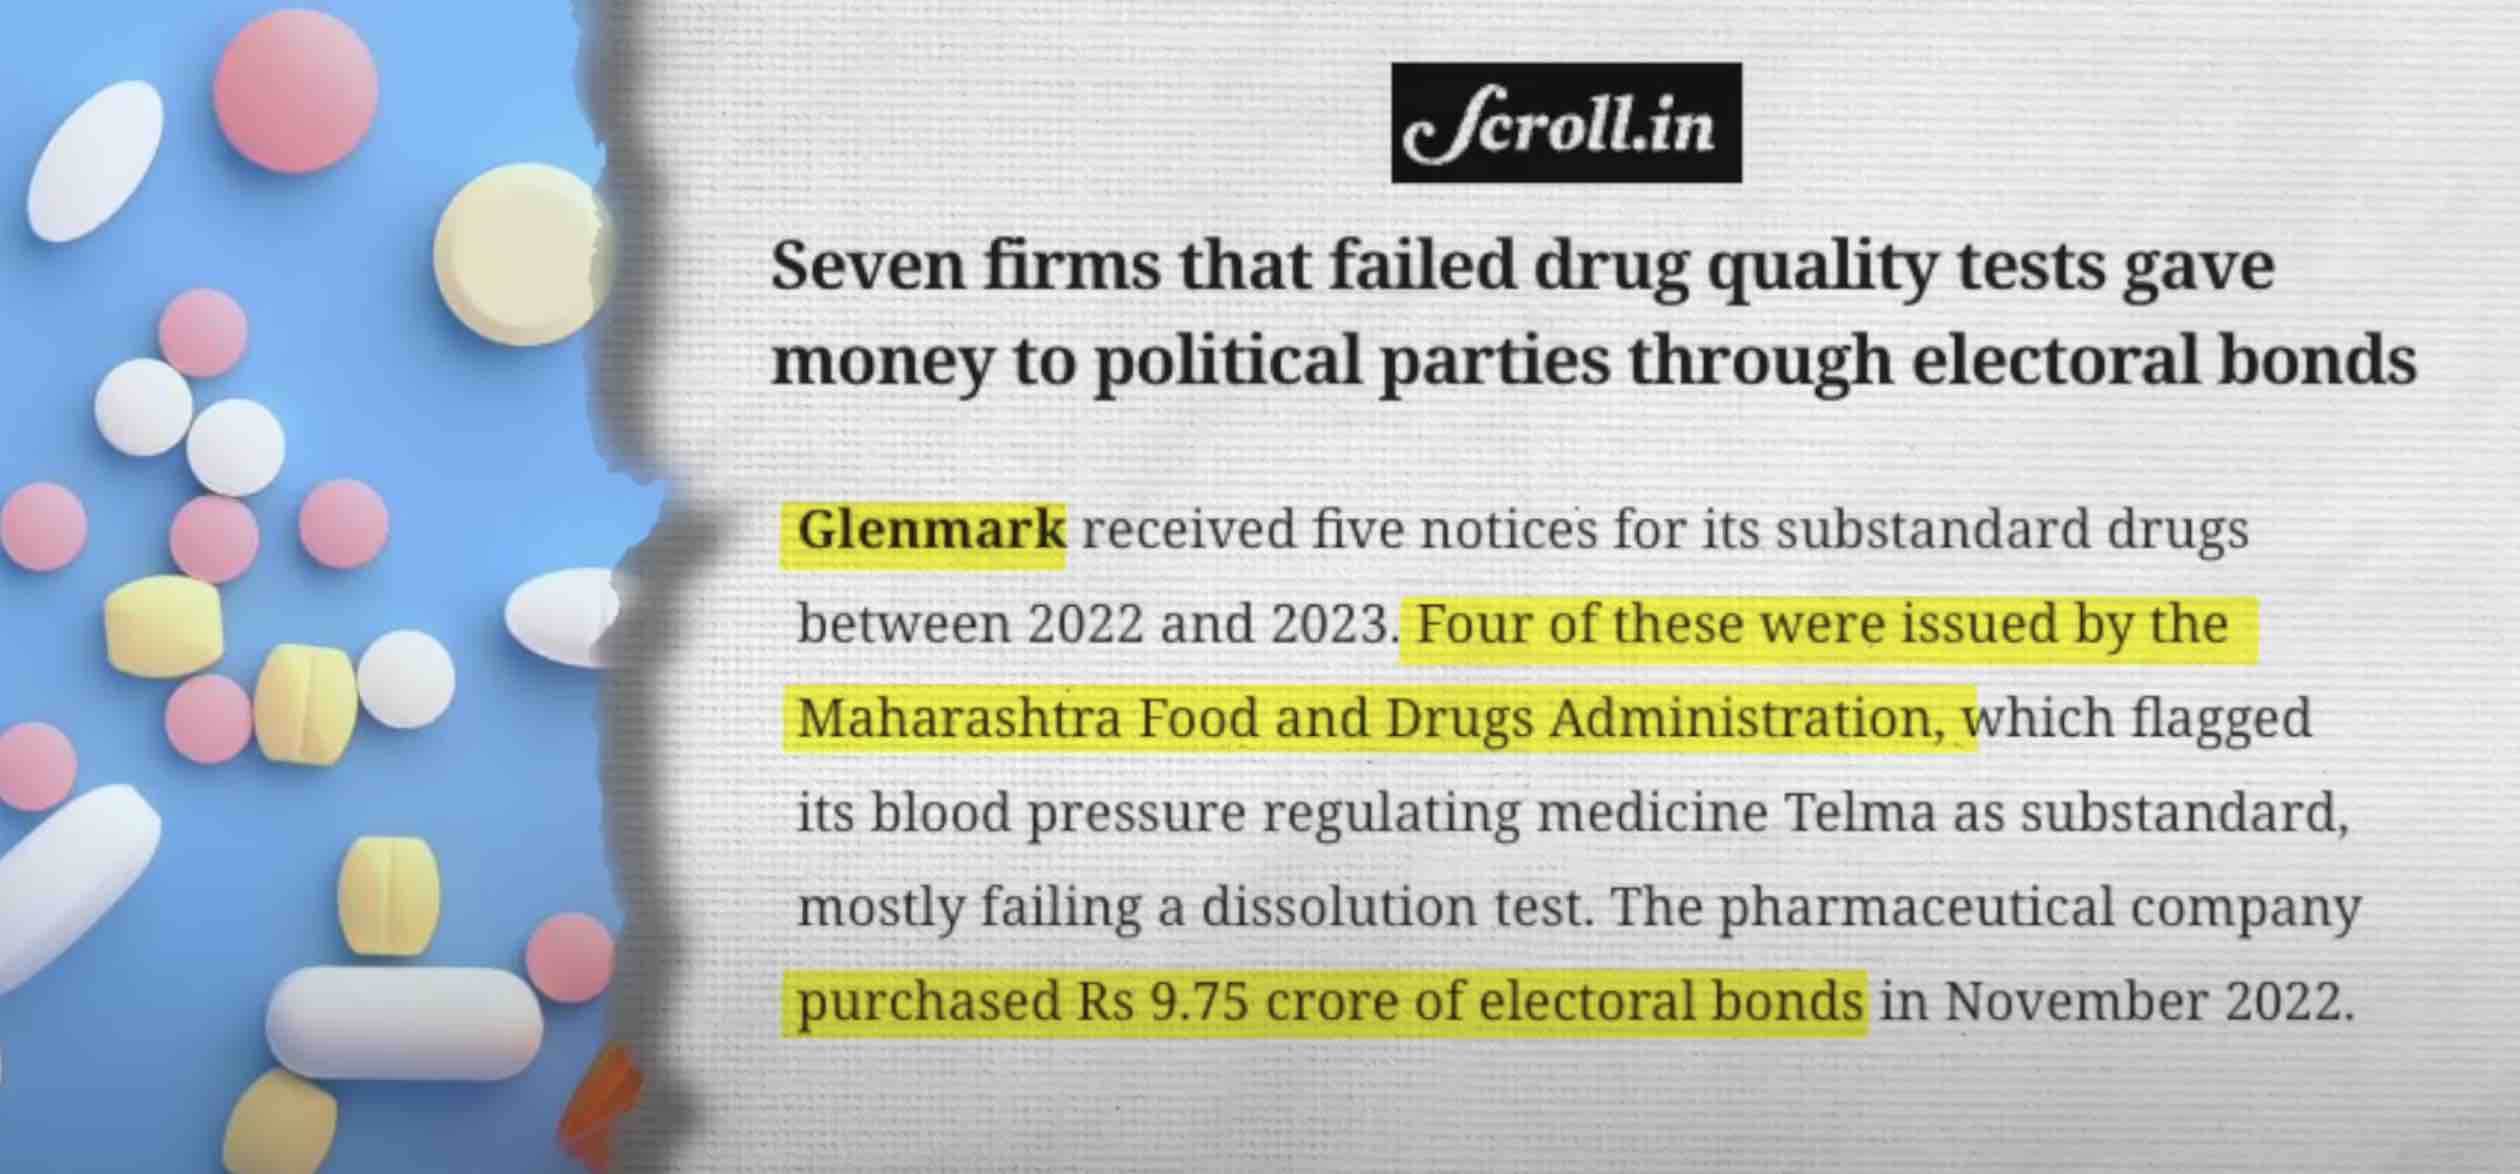 Scroll.in
Seven firms that failed drug quality tests gave
money to political parties through electoral bonds
Glenmark received five notices for its substandard drugs
between 2022 and 2023. Four of these were issued by the
Maharashtra Food and Drugs Administration, which flagged
its blood pressure regulating medicine Telma as substandard,
mostly failing a dissolution test. The pharmaceutical company
purchased Rs 9.75 crore of electoral bonds in November 2022.